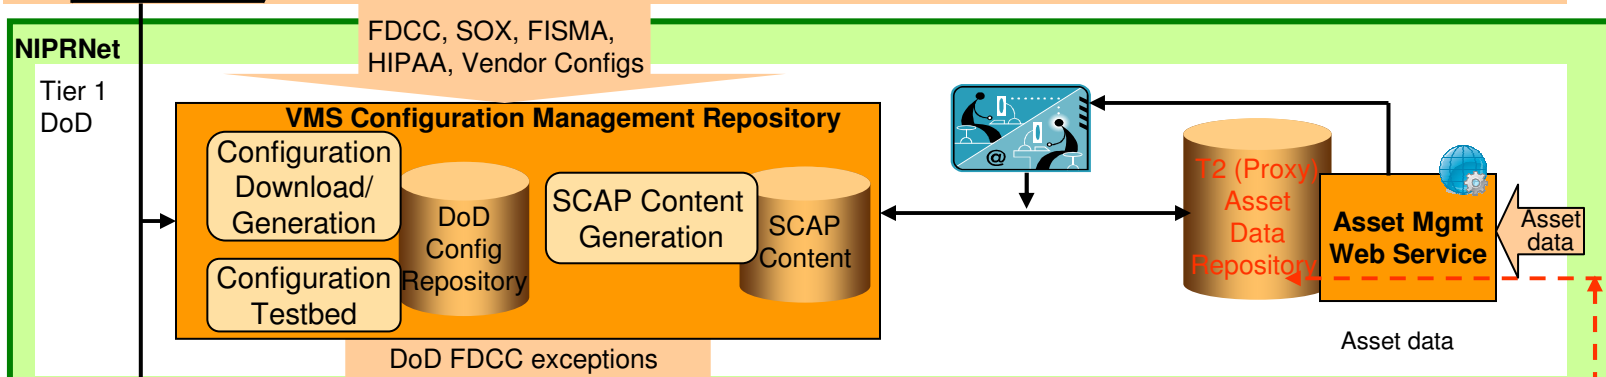 FDCC, SOX, FISMA,
HIPAA, Vendor Configs
NIPRNet
Tier 1
DoD
VMS Configuration Management Repository
Configuration
Download/
Generation
DoD
Config
Repository
Configuration
Testbed
SCAP Content
Generation
SCAP
Content
@
T2 (Proxy)
Asset
Data
Repository
Asset Mgmt
Web Service
Asset
data
Asset data
DoD FDCC exceptions